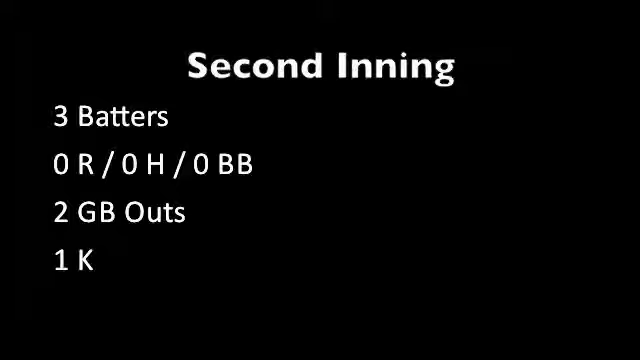 Second Inning
3 Batters
0 R / 0 H / 0 BB
2 GB Outs
1 K